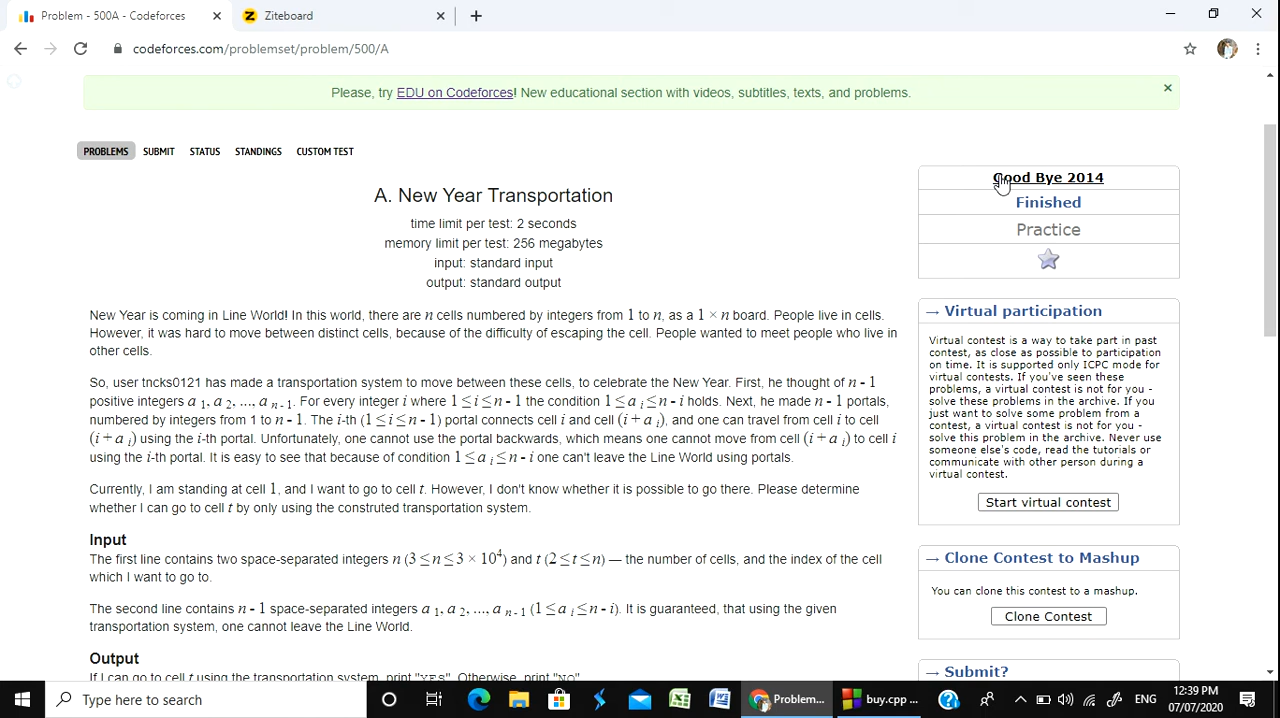 Problem - 500A - Codeforces
Ziteboard
codeforces.com/problemset/problem/500/A
Please, try EDU on Codeforces! New educational section with videos, subtitles, texts, and problems.
PROBLEMS SUBMIT STATUS STANDINGS CUSTOM TEST
A. New Year Transportation
time limit per test: 2 seconds
memory limit per test: 256 megabytes
input: standard input
output: standard output
New Year is coming in Line World! In this world, there are n cells numbered by integers from 1 to n, as a 1 × n board. People live in cells.
However, it was hard to move between distinct cells, because of the difficulty of escaping the cell. People wanted to meet people who live in
other cells.
So, user tncks0121 has made a transportation system to move between these cells, to celebrate the New Year. First, he thought of n - 1
positive integers a 1, a 2, ..., a n - 1. For every integer i where 1 ≤ i ≤ n - 1 the condition 1 ≤ a i ≤ n - i holds. Next, he made n - 1 portals,
numbered by integers from 1 to n - 1. The i-th (1 ≤ i ≤ n - 1) portal connects cell i and cell (i + a i), and one can travel from cell i to cell
(i + a i) using the i-th portal. Unfortunately, one cannot use the portal backwards, which means one cannot move from cell (i + a i) to cell i
using the i-th portal. It is easy to see that because of condition 1 ≤ a i ≤ n - i one can't leave the Line World using portals.
Currently, I am standing at cell 1, and I want to go to cell t. However, I don't know whether it is possible to go there. Please determine
whether I can go to cell t by only using the construted transportation system.
Input
The first line contains two space-separated integers n (3 ≤ n ≤ 3 × 10^4) and t (2 ≤ t ≤ n) — the number of cells, and the index of the cell
which I want to go to.
The second line contains n - 1 space-separated integers a 1, a 2, ..., a n - 1 (1 ≤ a i ≤ n - i). It is guaranteed, that using the given
transportation system, one cannot leave the Line World.
Output
If I can go to cell t using the transportation system, print "YES". Otherwise, print "NO".
Good Bye 2014
Finished
Practice
→ Virtual participation
Virtual contest is a way to take part in past
contest, as close as possible to participation
on time. It is supported only ICPC mode for
virtual contests. If you've seen these
problems, a virtual contest is not for you -
solve these problems in the archive. If you
just want to solve some problem from a
contest, a virtual contest is not for you -
solve this problem in the archive. Never use
someone else's code, read the tutorials or
communicate with other person during a
virtual contest.
Start virtual contest
→ Clone Contest to Mashup
You can clone this contest to a mashup.
Clone Contest
→ Submit?
Type here to search
Problem...
buy.cpp ...
ENG
12:39 PM
07/07/2020